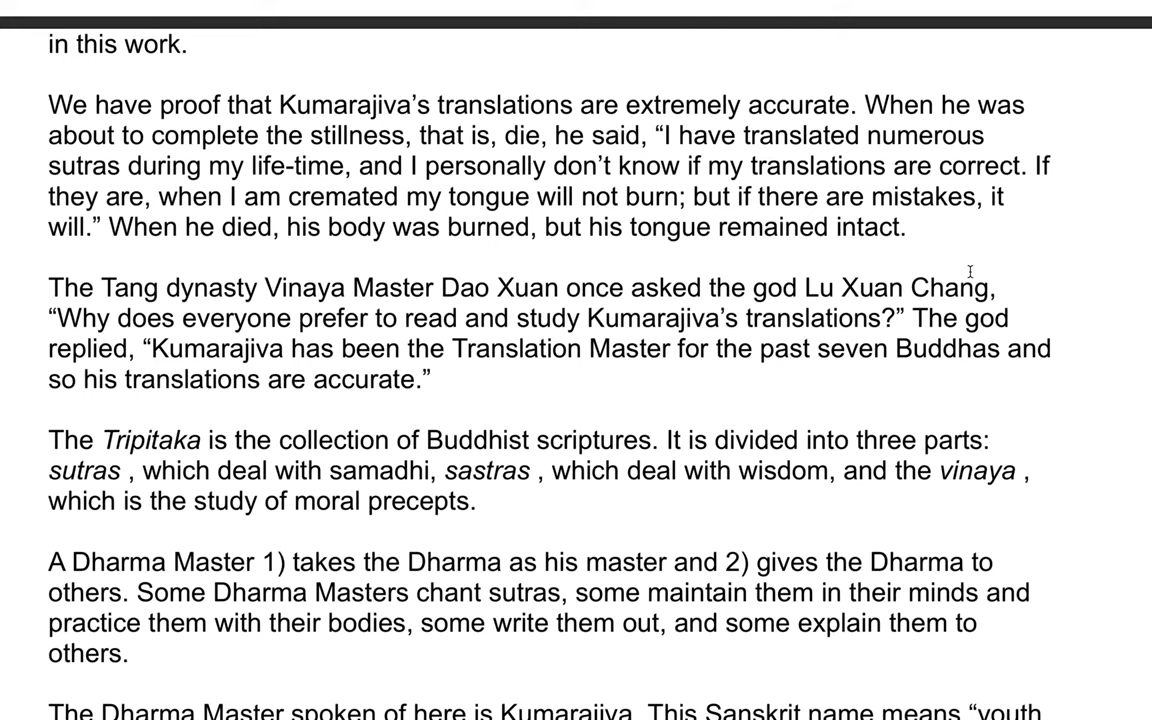 in this work.
We have proof that Kumarajiva’s translations are extremely accurate. When he was
about to complete the stillness, that is, die, he said, “I have translated numerous
sutras during my life-time, and I personally don’t know if my translations are correct. If
they are, when I am cremated my tongue will not burn; but if there are mistakes, it
will.” When he died, his body was burned, but his tongue remained intact.
The Tang dynasty Vinaya Master Dao Xuan once asked the god Lu Xuan Chang,
“Why does everyone prefer to read and study Kumarajiva’s translations?” The god
replied, “Kumarajiva has been the Translation Master for the past seven Buddhas and
so his translations are accurate.”
The Tripitaka is the collection of Buddhist scriptures. It is divided into three parts:
sutras , which deal with samadhi, sastras , which deal with wisdom, and the vinaya ,
which is the study of moral precepts.
A Dharma Master 1) takes the Dharma as his master and 2) gives the Dharma to
others. Some Dharma Masters chant sutras, some maintain them in their minds and
practice them with their bodies, some write them out, and some explain them to
others.
The Dharma Master spoken of here is Kumarajiva. This Sanskrit name means “youth